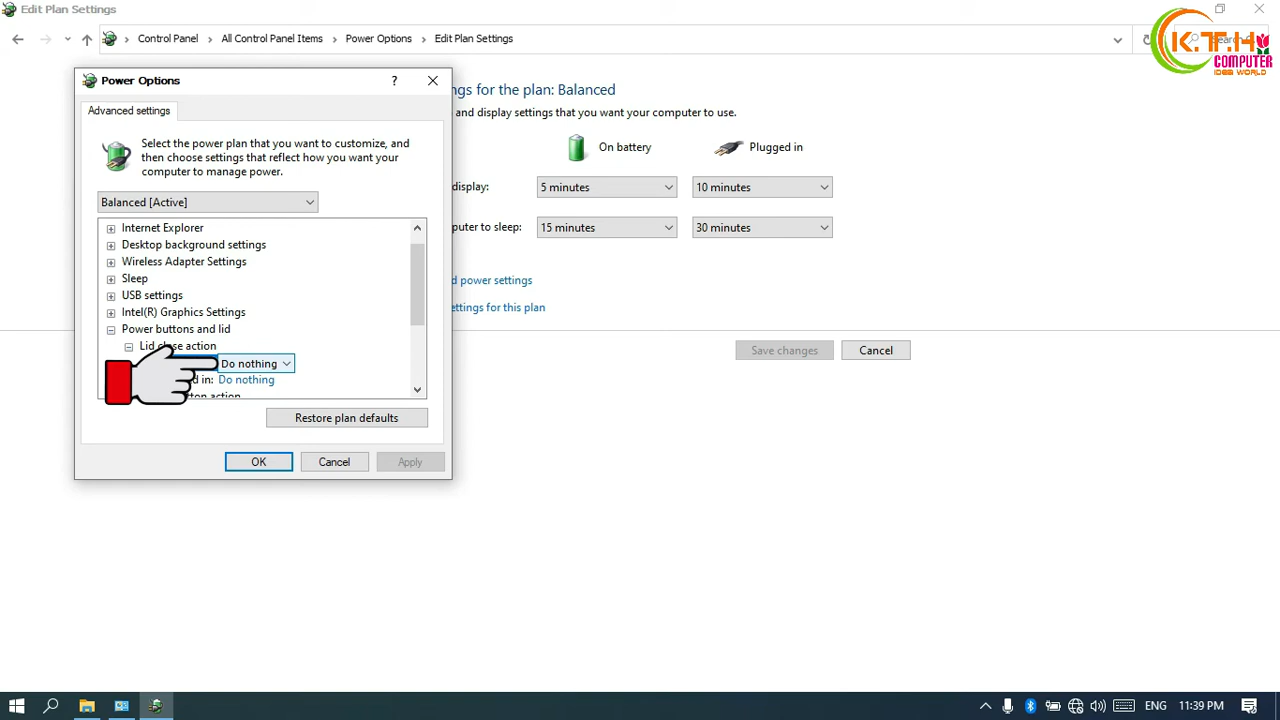 Edit Plan Settings
Control Panel
All Control Panel Items
Power Options
Edit Plan Settings
K.T.H
COMPUTER
IDEA WORLD
Power Options
?
Advanced settings
Select the power plan that you want to customize, and
then choose settings that reflect how you want your
computer to manage power.
Balanced [Active]
Internet Explorer
Desktop background settings
Wireless Adapter Settings
Sleep
USB settings
Intel(R) Graphics Settings
Power buttons and lid
Lid close action
Do nothing
d in: Do nothing
Restore plan defaults
OK
Cancel
Apply
ngs for the plan: Balanced
and display settings that you want your computer to use.
On battery
Plugged in
display:
5 minutes
10 minutes
puter to sleep:
15 minutes
30 minutes
d power settings
ettings for this plan
Save changes
Cancel
ENG
11:39 PM